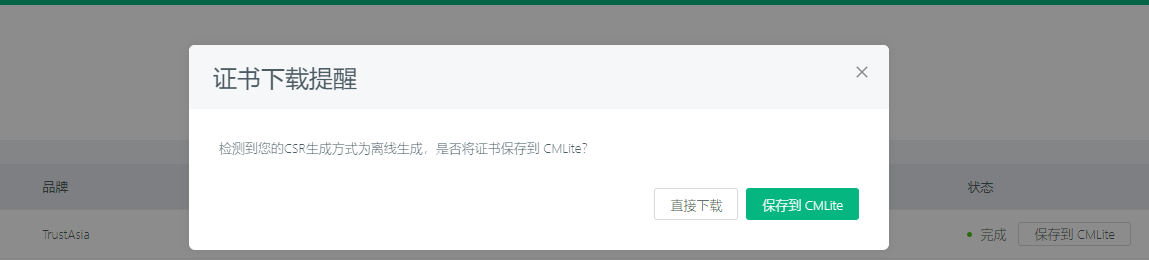 证书下载提醒
检测到您的CSR生成方式为离线生成，是否将证书保存到 CMLite?
直接下载 保存到 CMLite
品牌 状态
TrustAsia 完成 保存到 CMLite